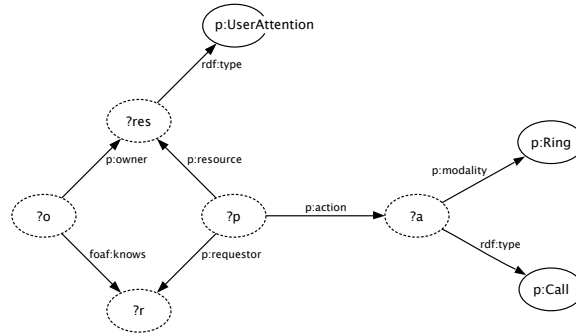 p:UserAttention
rdf:type
?res
p:Ring
p:owner
p:resource
p:modality
?o
?p
p:action
?a
foaf:knows
p:requestor
rdf:type
p:Call
?r